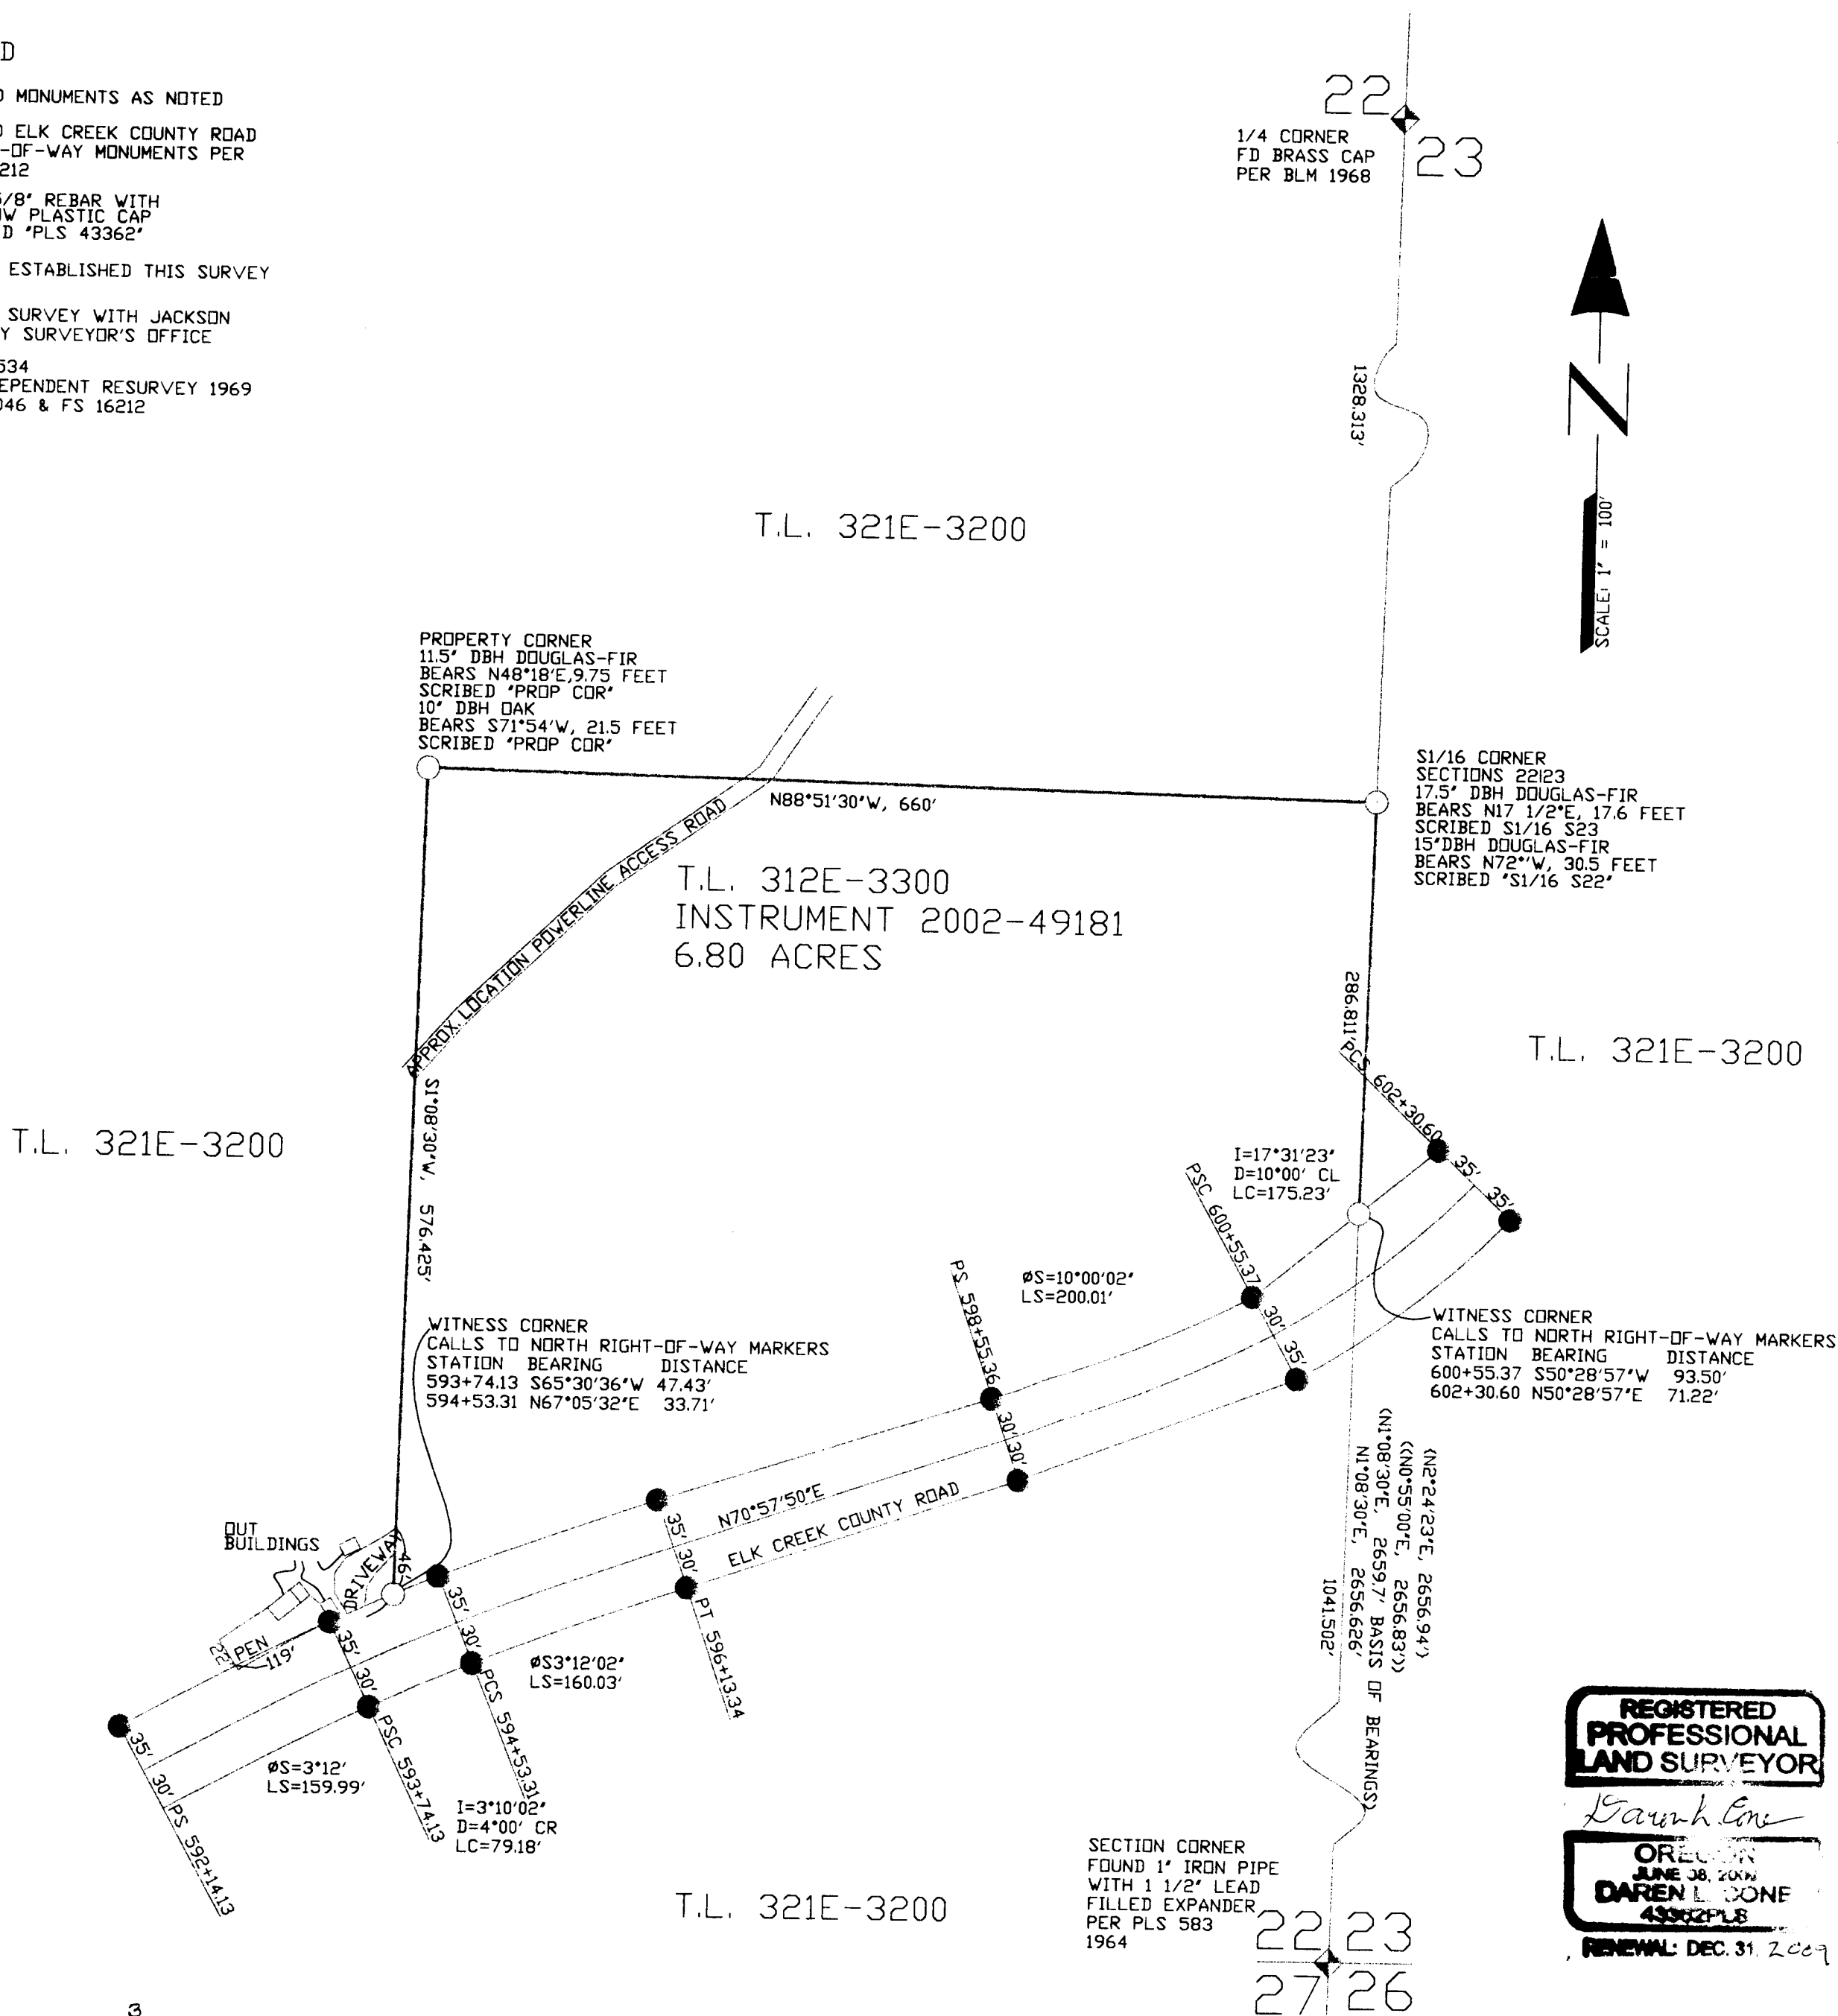 D
D MONUMENTS AS NOTED
D ELK CREEK COUNTY ROAD
-OF-WAY MONUMENTS PER
212
5/8" REBAR WITH
OW PLASTIC CAP
D "PLS 43362"
ESTABLISHED THIS SURVEY
SURVEY WITH JACKSON
Y SURVEYOR'S OFFICE
534
EPENDENT RESURVEY 1969
046 & FS 16212
22
23
1/4 CORNER
FD BRASS CAP
PER BLM 1968
N
SCALE: 1" = 100'
1328.313'
T.L. 321E-3200
PROPERTY CORNER
11.5" DBH DOUGLAS-FIR
BEARS N48°18'E,9.75 FEET
SCRIBED "PROP COR"
10" DBH OAK
BEARS S71°54'W, 21.5 FEET
SCRIBED "PROP COR"
N88°51'30"W, 660'
S1/16 CORNER
SECTIONS 22|23
17.5" DBH DOUGLAS-FIR
BEARS N17 1/2°E, 17.6 FEET
SCRIBED S1/16 S23
15"DBH DOUGLAS-FIR
BEARS N72°'W, 30.5 FEET
SCRIBED "S1/16 S22"
APPROX. LOCATION POWERLINE ACCESS ROAD
T.L. 312E-3300
INSTRUMENT 2002-49181
6.80 ACRES
286.811'
T.L. 321E-3200
T.L. 321E-3200
S1°08'30"W, 576.425'
PCS 602+30.60
35' 35'
I=17°31'23"
D=10°00' CL
LC=175.23'
PSC 600+55.37
30' 35'
ØS=10°00'02"
LS=200.01'
PS 598+55.36
30' 30'
WITNESS CORNER
CALLS TO NORTH RIGHT-OF-WAY MARKERS
STATION BEARING DISTANCE
593+74.13 S65°30'36"W 47.43'
594+53.31 N67°05'32"E 33.71'
WITNESS CORNER
CALLS TO NORTH RIGHT-OF-WAY MARKERS
STATION BEARING DISTANCE
600+55.37 S50°28'57"W 93.50'
602+30.60 N50°28'57"E 71.22'
(N2°24'23"E, 2656.94')
((N0°55'00"E, 2656.83'))
(N1°08'30"E, 2659.7' BASIS OF BEARINGS)
N1°08'30"E, 2656.626'
1041.502'
N70°57'50"E
ELK CREEK COUNTY ROAD
OUT
BUILDINGS
DRIVEWAY
46'
PEN
22'
119'
35' 30' PT 596+13.34
35' 30' PCS 594+53.31
ØS3°12'02"
LS=160.03'
35' 30' PSC 593+74.13
35' 30' PS 592+14.13
ØS=3°12'
LS=159.99'
I=3°10'02"
D=4°00' CR
LC=79.18'
T.L. 321E-3200
SECTION CORNER
FOUND 1" IRON PIPE
WITH 1 1/2" LEAD
FILLED EXPANDER
PER PLS 583
1964
22 23
27 26
REGISTERED
PROFESSIONAL
LAND SURVEYOR
OREGON
JUNE 08,
DAREN L. CONE
43362PLS
RENEWAL: DEC. 31, 2009
3